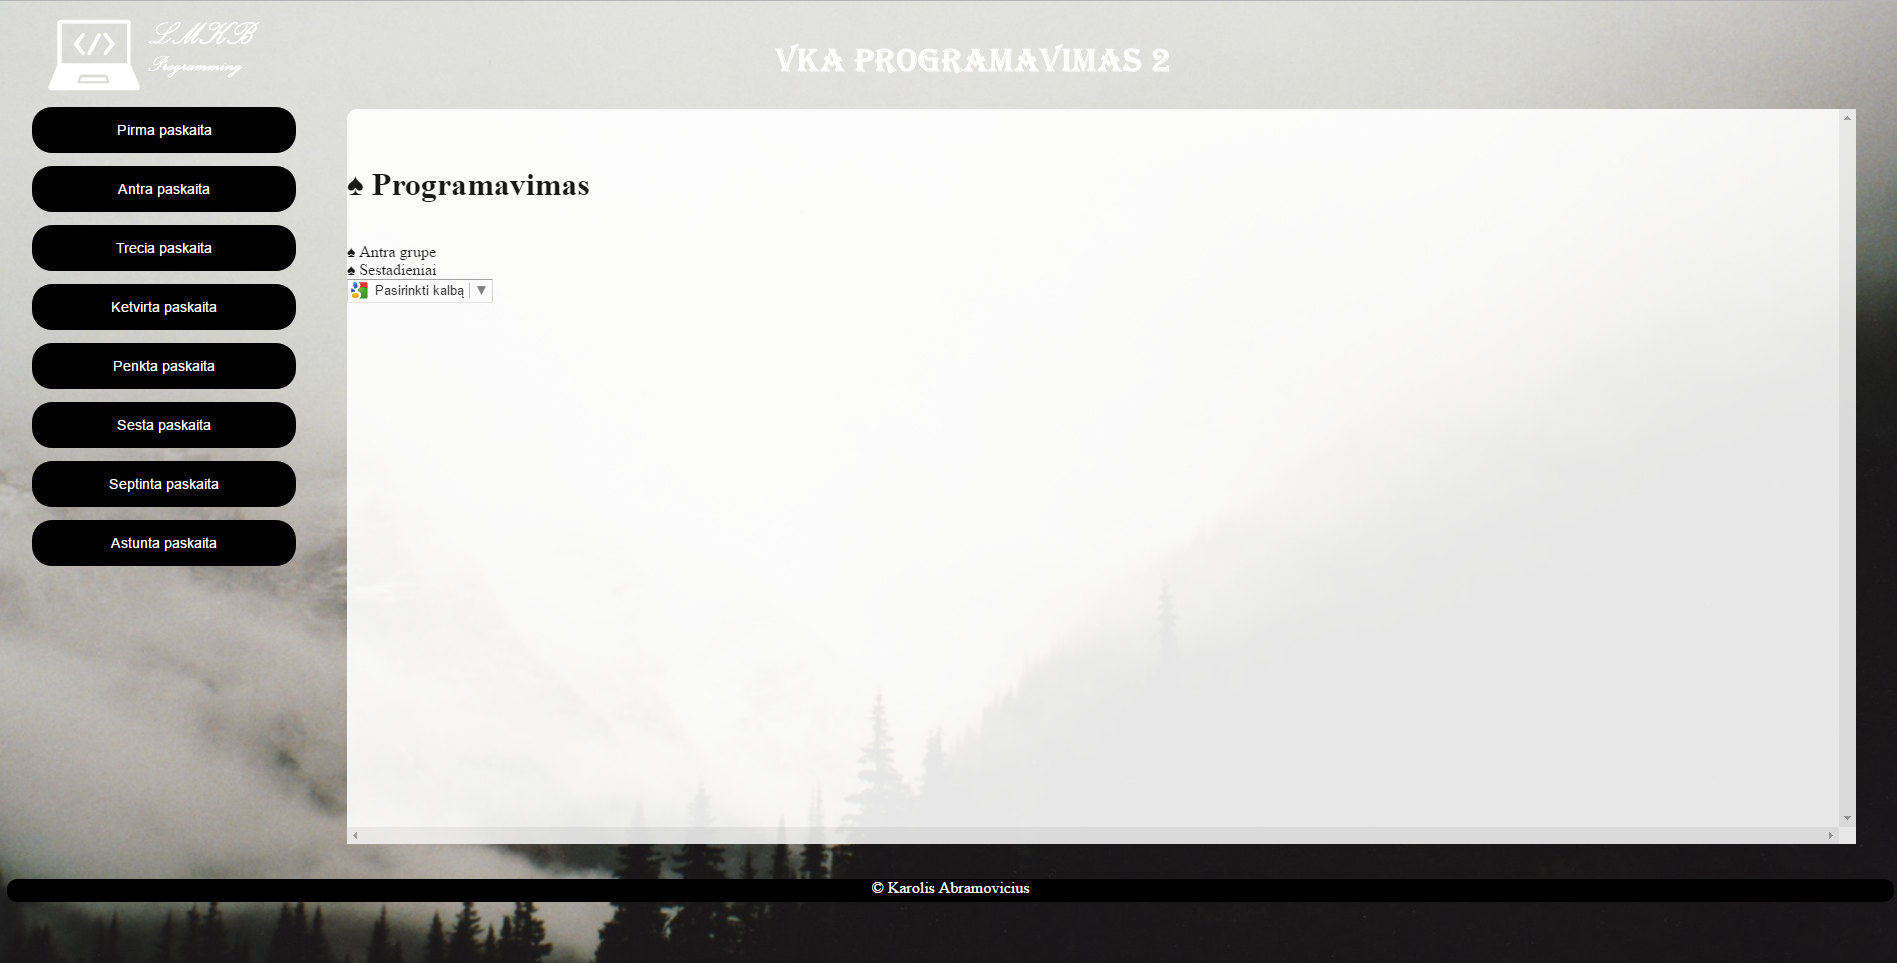 LMKB
Programming
VKA PROGRAMAVIMAS 2
Pirma paskaita
Antra paskaita
Trecia paskaita
Ketvirta paskaita
Penkta paskaita
Sesta paskaita
Septinta paskaita
Astunta paskaita
♠ Programavimas
♠ Antra grupe
♠ Sestadieniai
Pasirinkti kalbą ▼
© Karolis Abramovicius